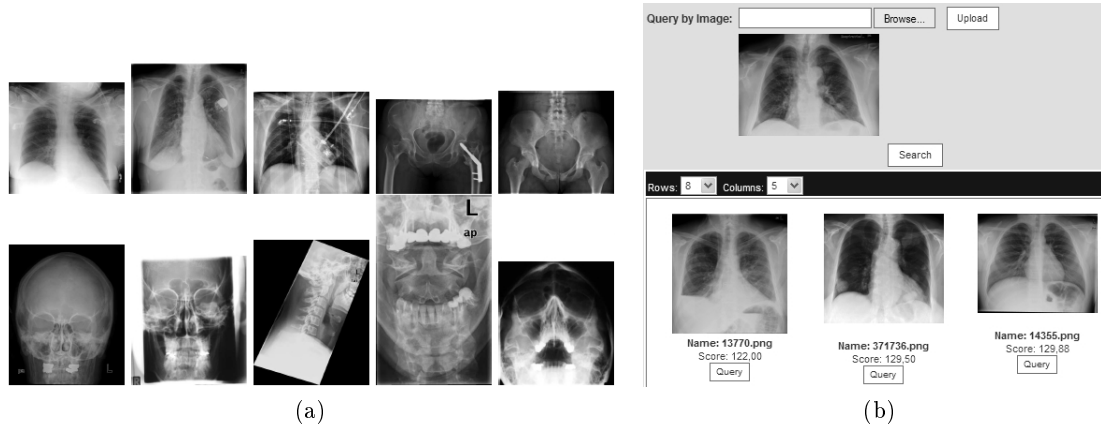 L
ap
(a)
Query by Image: Browse... Upload
Search
Rows: 8 Columns: 5
Name: 13770.png
Score: 122,00
Query
Name: 371736.png
Score: 129,50
Query
Name: 14355.png
Score: 129,88
Query
(b)